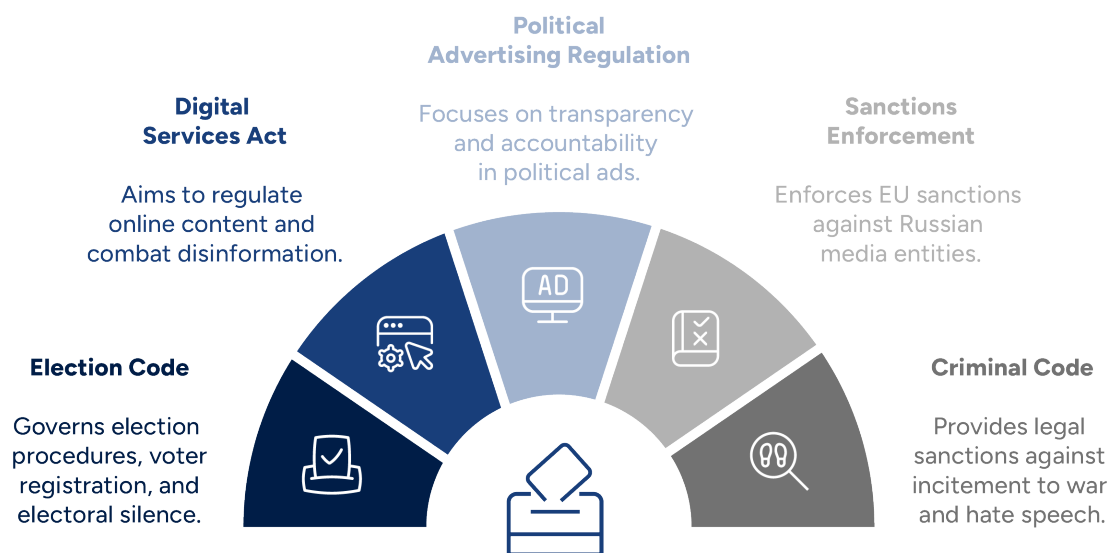 Political
Advertising Regulation
Focuses on transparency
and accountability
in political ads.
Digital
Services Act
Aims to regulate
online content and
combat disinformation.
Sanctions
Enforcement
Enforces EU sanctions
against Russian
media entities.
AD
Election Code
Governs election
procedures, voter
registration, and
electoral silence.
Criminal Code
Provides legal
sanctions against
incitement to war
and hate speech.